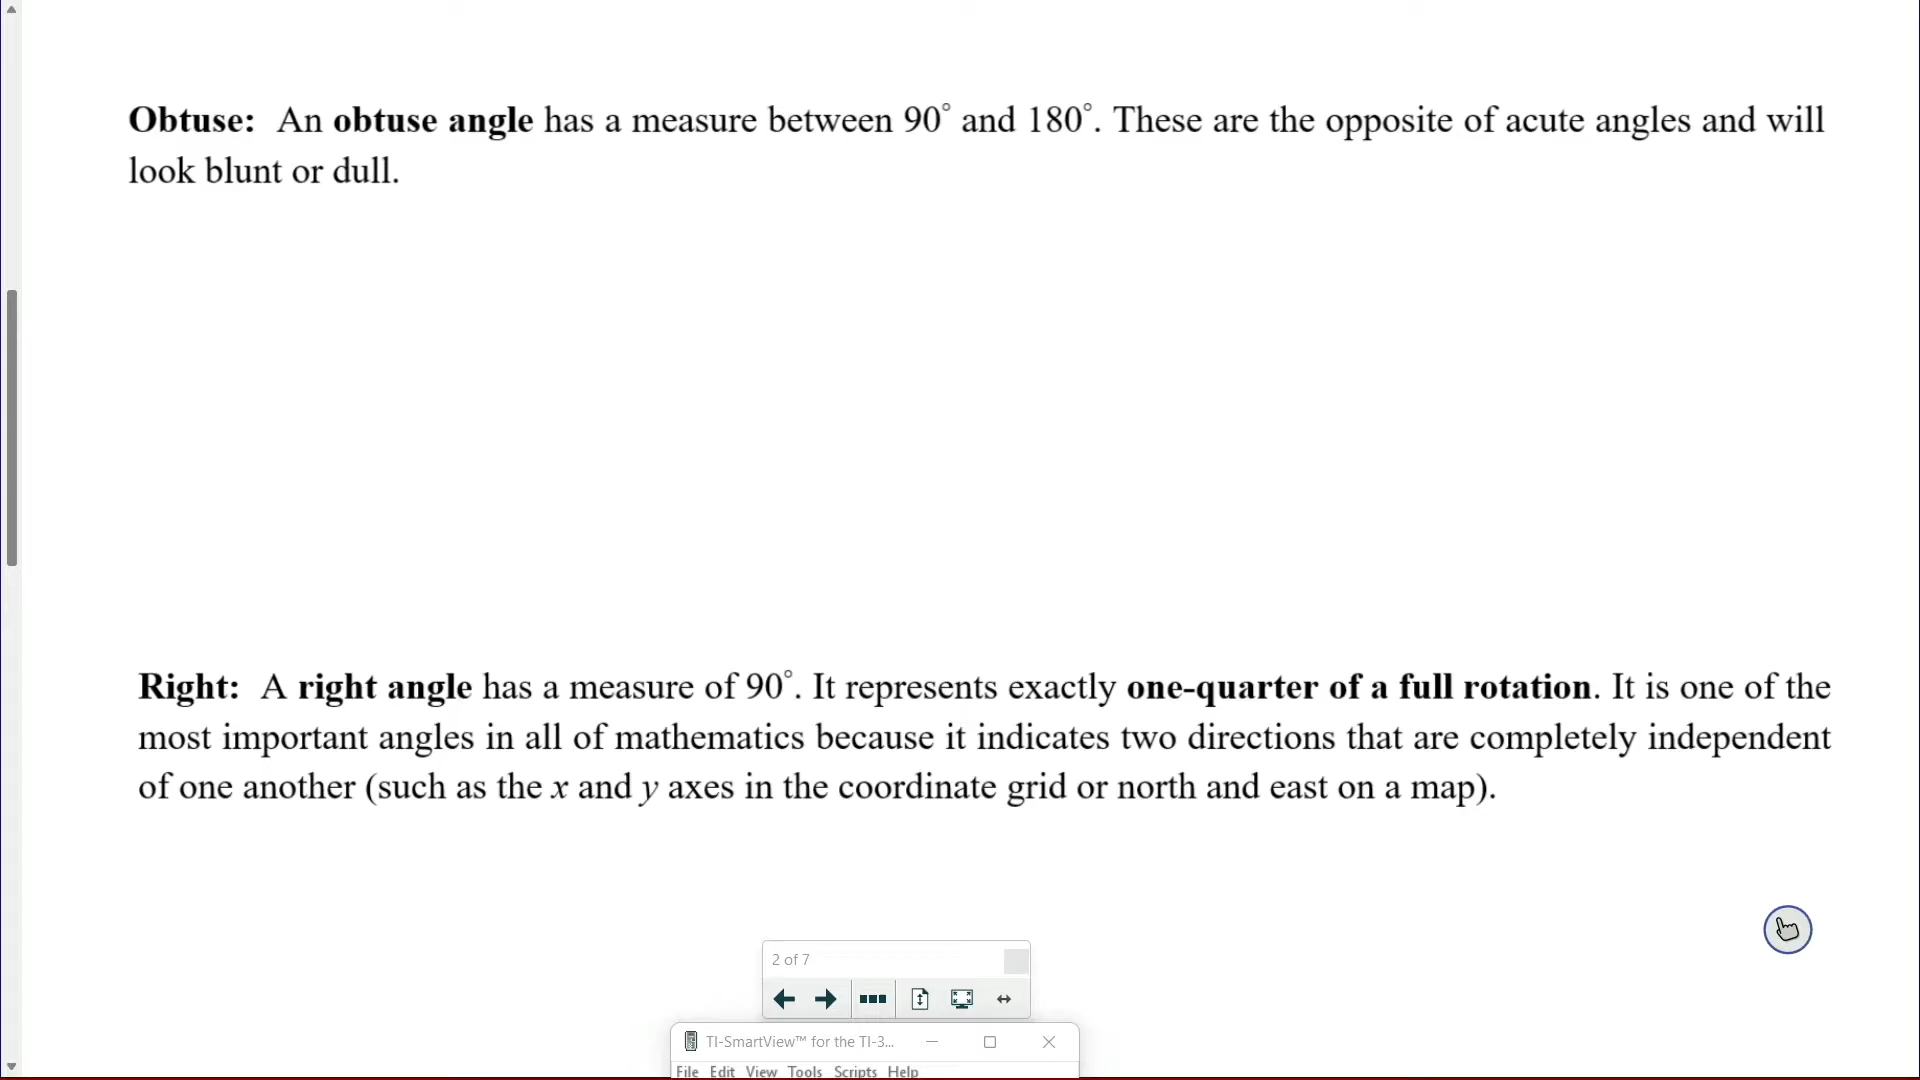 Obtuse: An obtuse angle has a measure between 90° and 180°. These are the opposite of acute angles and will
look blunt or dull.
Right: A right angle has a measure of 90°. It represents exactly one-quarter of a full rotation. It is one of the
most important angles in all of mathematics because it indicates two directions that are completely independent
of one another (such as the x and y axes in the coordinate grid or north and east on a map).
2 of 7
TI-SmartView™ for the TI-3...
File Edit View Tools Scripts Help